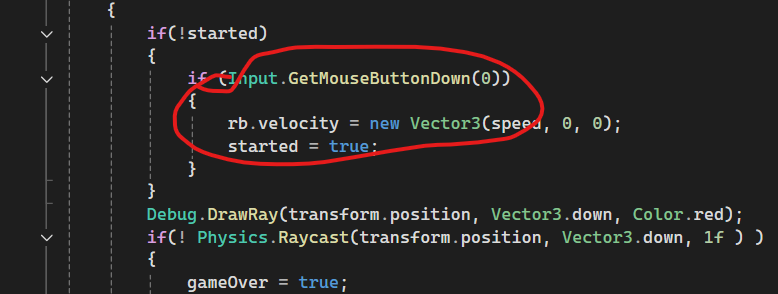 {
if(!started)
{
if (Input.GetMouseButtonDown(0))
{
rb.velocity = new Vector3(speed, 0, 0);
started = true;
}
}
Debug.DrawRay(transform.position, Vector3.down, Color.red);
if(! Physics.Raycast(transform.position, Vector3.down, 1f ) )
{
gameOver = true;